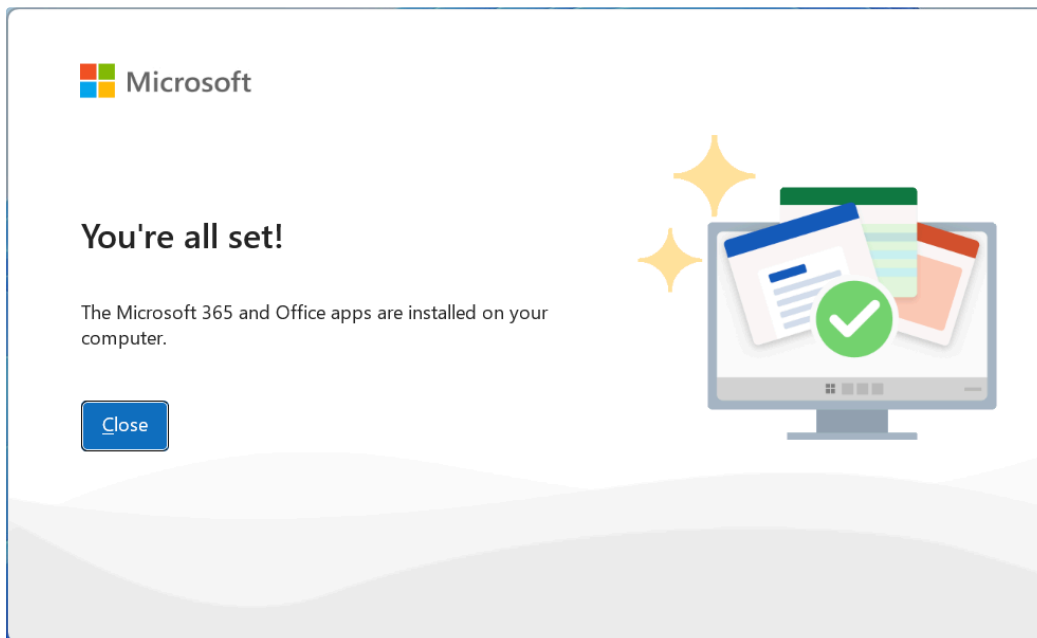 Microsoft
You're all set!
The Microsoft 365 and Office apps are installed on your
computer.
Close